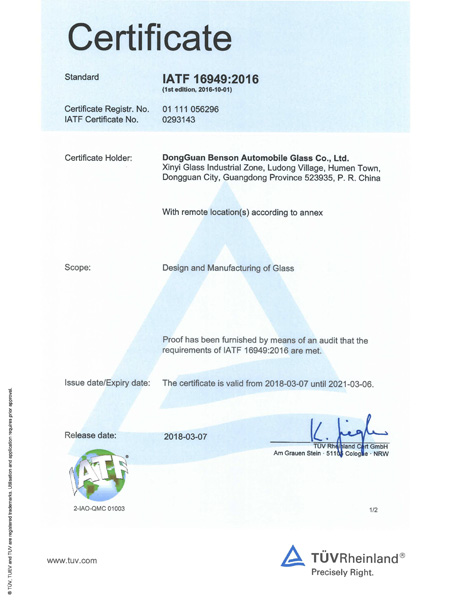 Certificate
Standard IATF 16949:2016
(1st edition, 2016-10-01)
Certificate Registr. No. 01 111 056296
IATF Certificate No. 0293143
Certificate Holder: DongGuan Benson Automobile Glass Co., Ltd.
Xinyi Glass Industrial Zone, Ludong Village, Humen Town,
Dongguan City, Guangdong Province 523935, P. R. China
With remote location(s) according to annex
Scope: Design and Manufacturing of Glass
Proof has been furnished by means of an audit that the
requirements of IATF 16949:2016 are met.
Issue date/Expiry date: The certificate is valid from 2018-03-07 until 2021-03-06.
Release date: 2018-03-07
TÜV Rheinland Cert GmbH
Am Grauen Stein · 51105 Cologne · NRW
IATF
2-IAO-QMC 01003
1/2
www.tuv.com
TÜVRheinland®
Precisely Right.
® TÜV, TUEV and TUV are registered trademarks. Utilisation and application requires prior approval.